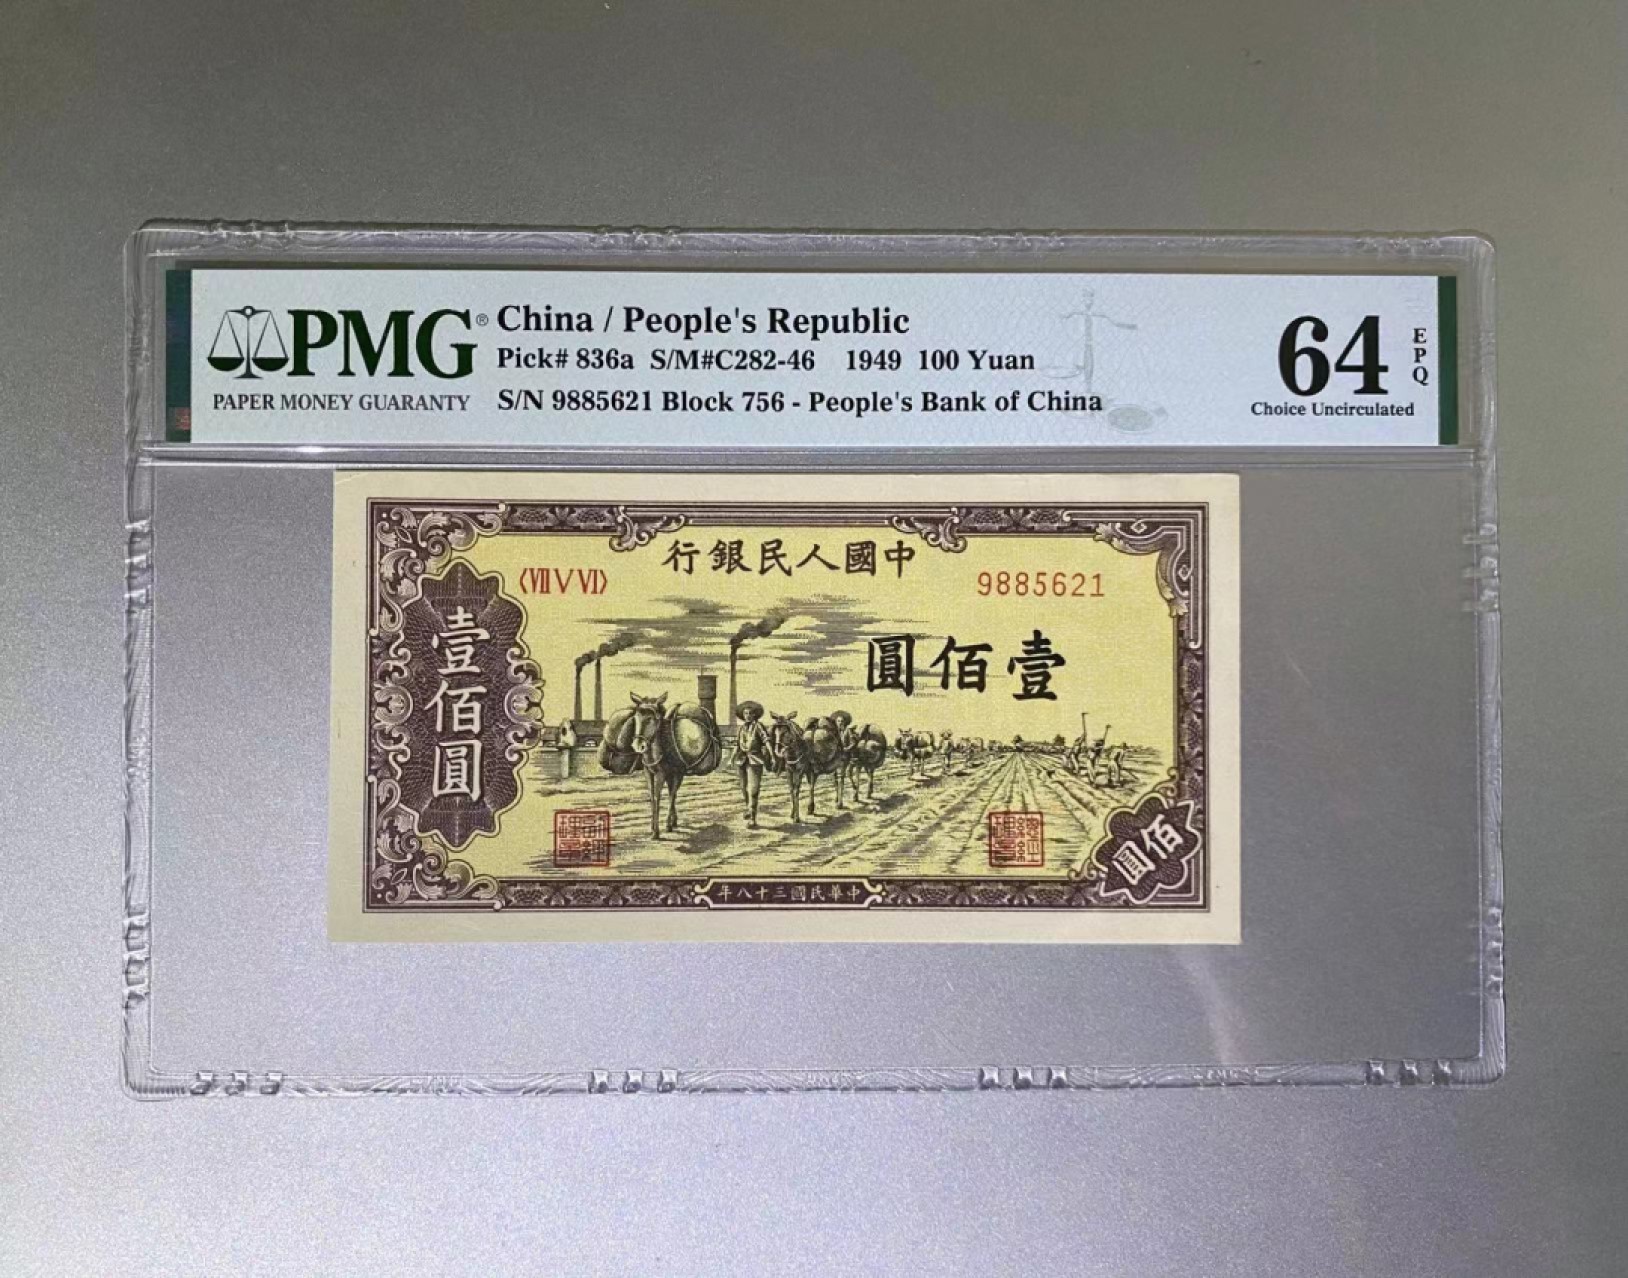 PMG®
PAPER MONEY GUARANTY
China / People's Republic
Pick# 836a S/M#C282-46 1949 100 Yuan
S/N 9885621 Block 756 - People's Bank of China
64
EPQ
Choice Uncirculated
行銀民人國中
〈VII V VI〉
9885621
圓佰壹
壹佰圓
佰圓
年八十三國民華中